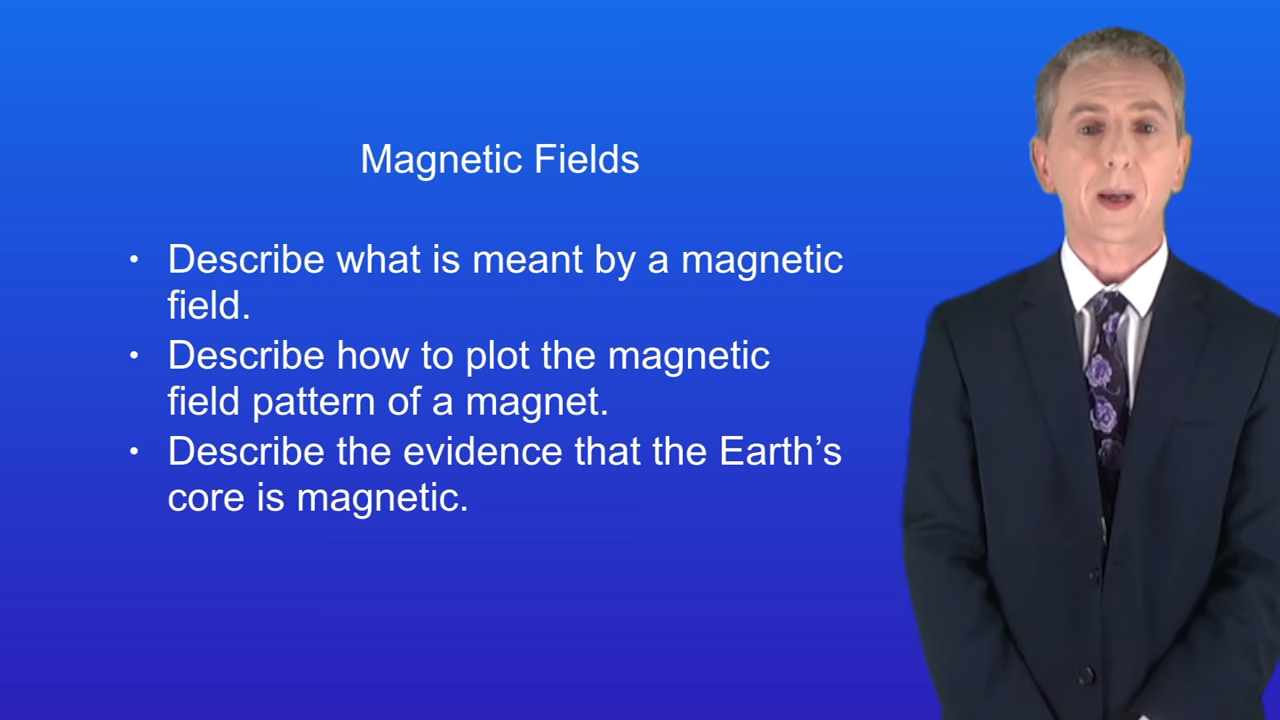 Magnetic Fields
• Describe what is meant by a magnetic
field.
• Describe how to plot the magnetic
field pattern of a magnet.
• Describe the evidence that the Earth’s
core is magnetic.